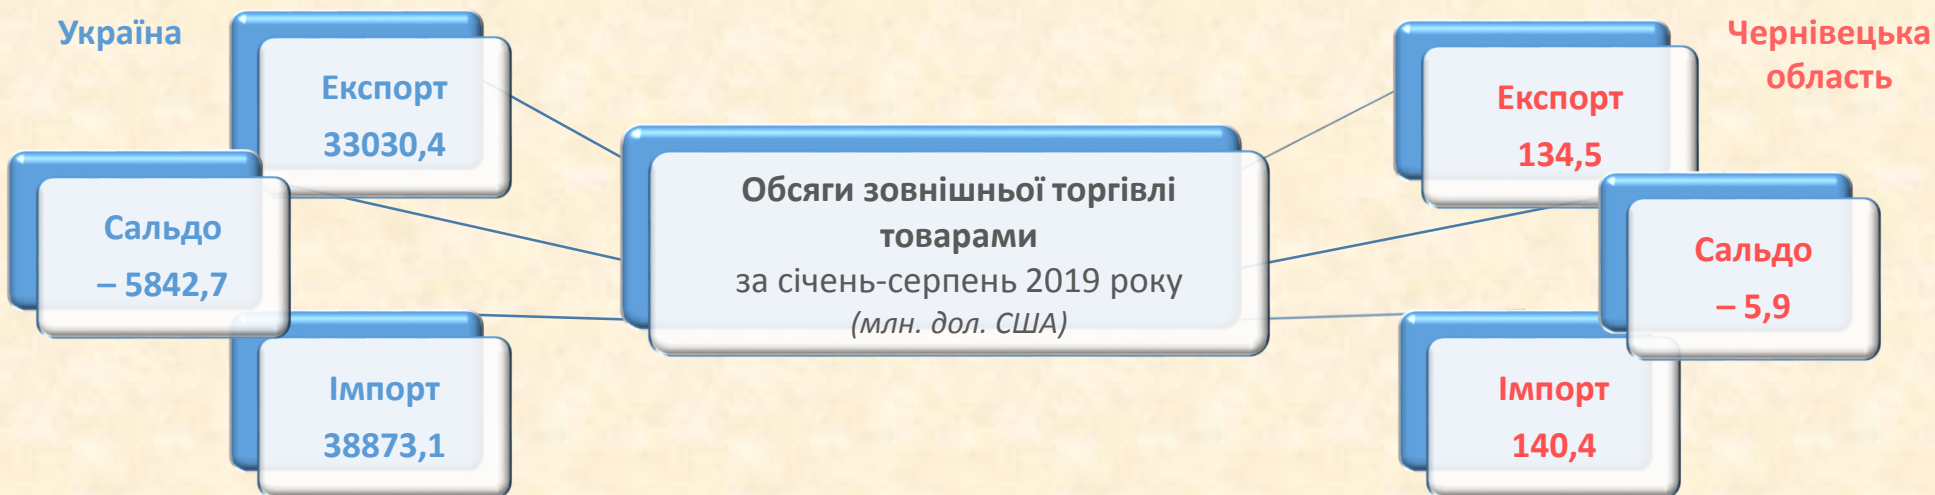 Україна
Експорт
33030,4
Сальдо
– 5842,7
Імпорт
38873,1
Обсяги зовнішньої торгівлі
товарами
за січень-серпень 2019 року
(млн. дол. США)
Чернівецька
область
Експорт
134,5
Сальдо
– 5,9
Імпорт
140,4